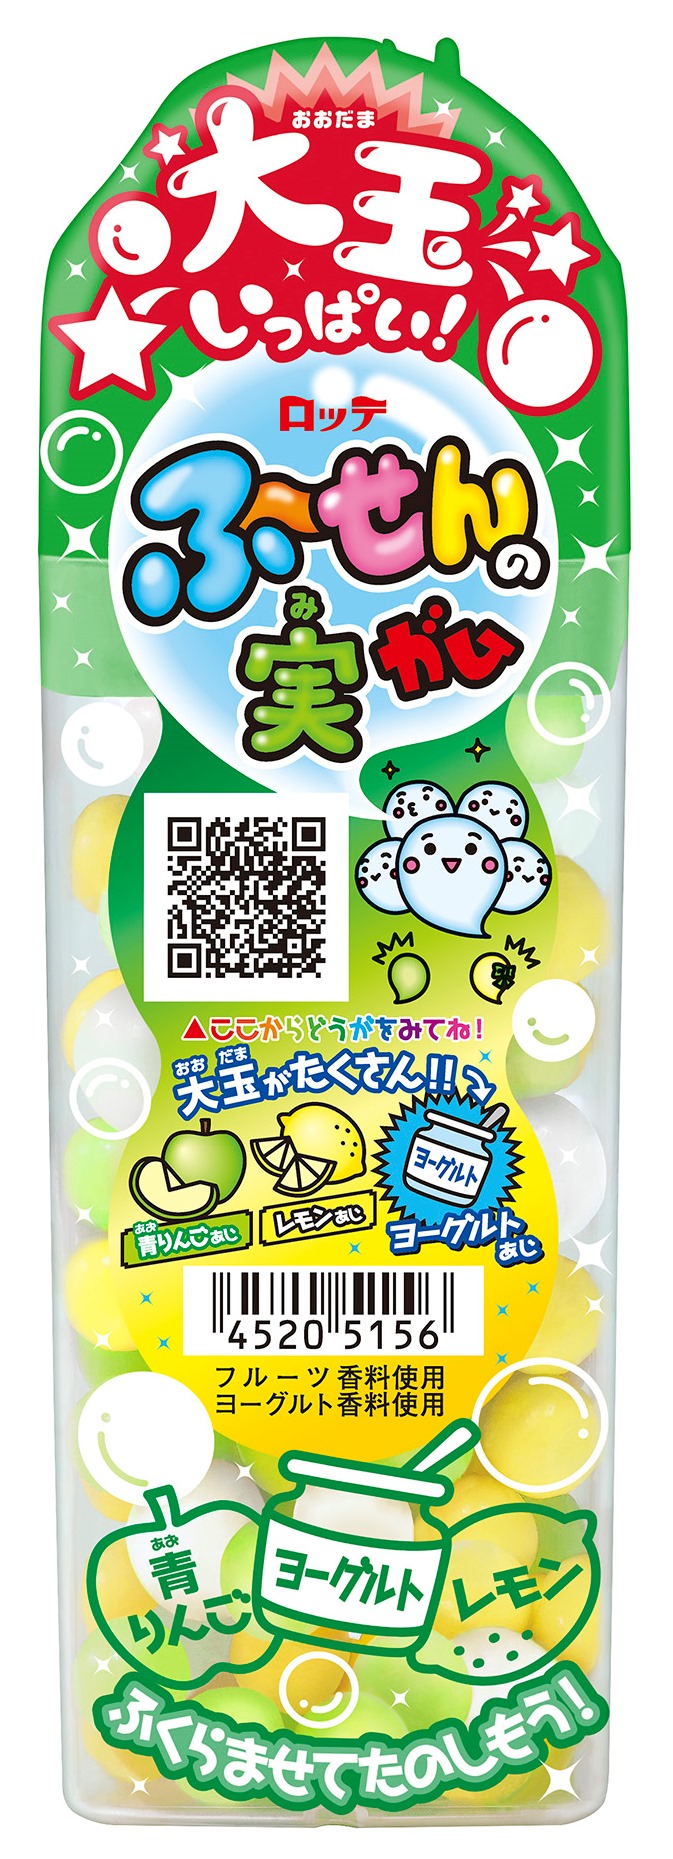 おおだま
大玉
いっぱい!
ロッテ
ふ〜せんの
み
実 ガム
▲ここからどうがをみてね!
おお だま
大玉がたくさん!!
ヨーグルト
あお
青りんごあじ
レモンあじ
ヨーグルトあじ
4520 5156
フルーツ香料使用
ヨーグルト香料使用
あお
青りんご
ヨーグルト
レモン
ふくらませてたのしもう!